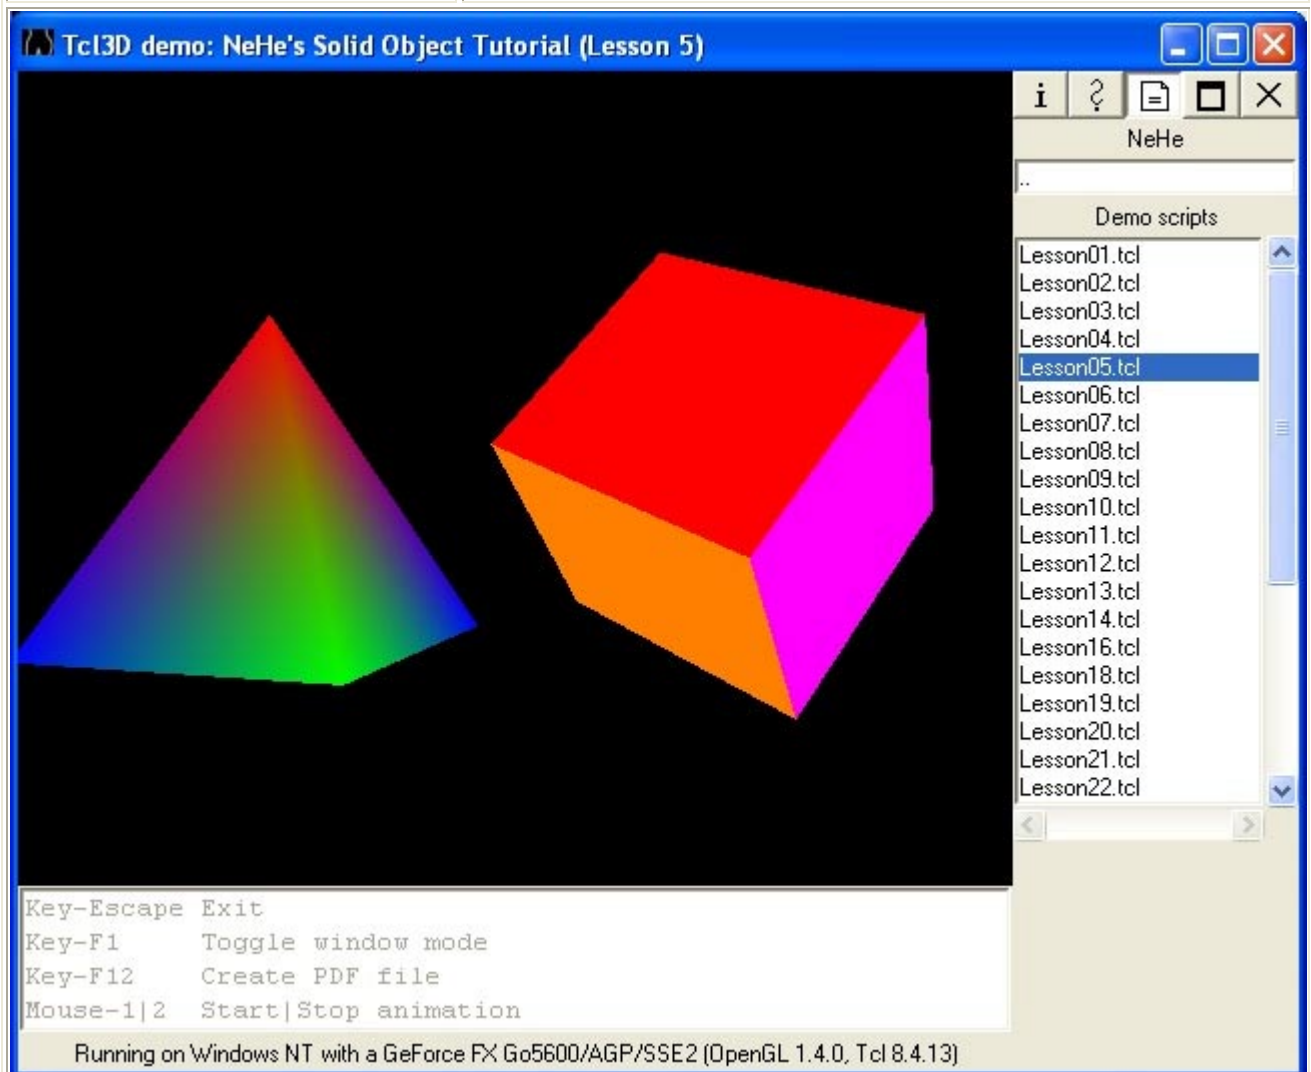 Tcl3D demo: NeHe's Solid Object Tutorial (Lesson 5)
i
?
NeHe
..
Demo scripts
Lesson01.tcl
Lesson02.tcl
Lesson03.tcl
Lesson04.tcl
Lesson05.tcl
Lesson06.tcl
Lesson07.tcl
Lesson08.tcl
Lesson09.tcl
Lesson10.tcl
Lesson11.tcl
Lesson12.tcl
Lesson13.tcl
Lesson14.tcl
Lesson16.tcl
Lesson18.tcl
Lesson19.tcl
Lesson20.tcl
Lesson21.tcl
Lesson22.tcl
Key-Escape Exit
Key-F1 Toggle window mode
Key-F12 Create PDF file
Mouse-1|2 Start|Stop animation
Running on Windows NT with a GeForce FX Go5600/AGP/SSE2 (OpenGL 1.4.0, Tcl 8.4.13)